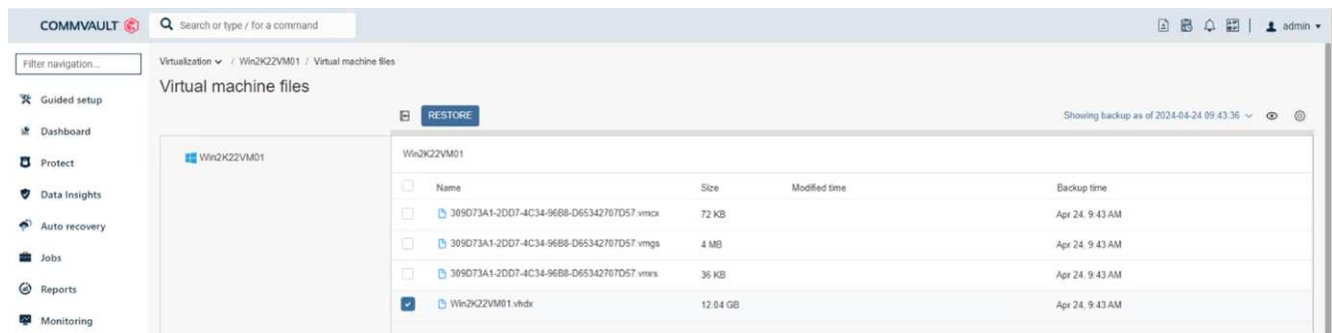 COMMVAULT
Search or type / for a command
admin
Filter navigation...
Virtualization / Win2K22VM01 / Virtual machine files
Virtual machine files
Guided setup
RESTORE
Showing backup as of 2024-04-24 09:43:36
Dashboard
Protect
Data Insights
Auto recovery
Jobs
Reports
Monitoring
Win2K22VM01
Win2K22VM01
Name Size Modified time Backup time
309D73A1-2DD7-4C34-96B8-D65342707D57.vmcx 72 KB Apr 24, 9:43 AM
309D73A1-2DD7-4C34-96B8-D65342707D57.vmgs 4 MB Apr 24, 9:43 AM
309D73A1-2DD7-4C34-96B8-D65342707D57.vmrs 36 KB Apr 24, 9:43 AM
Win2K22VM01.vhdx 12.04 GB Apr 24, 9:43 AM